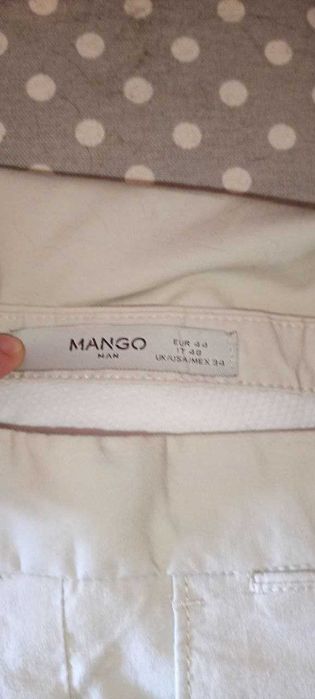 MANGO
MAN
EUR 44
IT 48
UK/USA/MEX 34